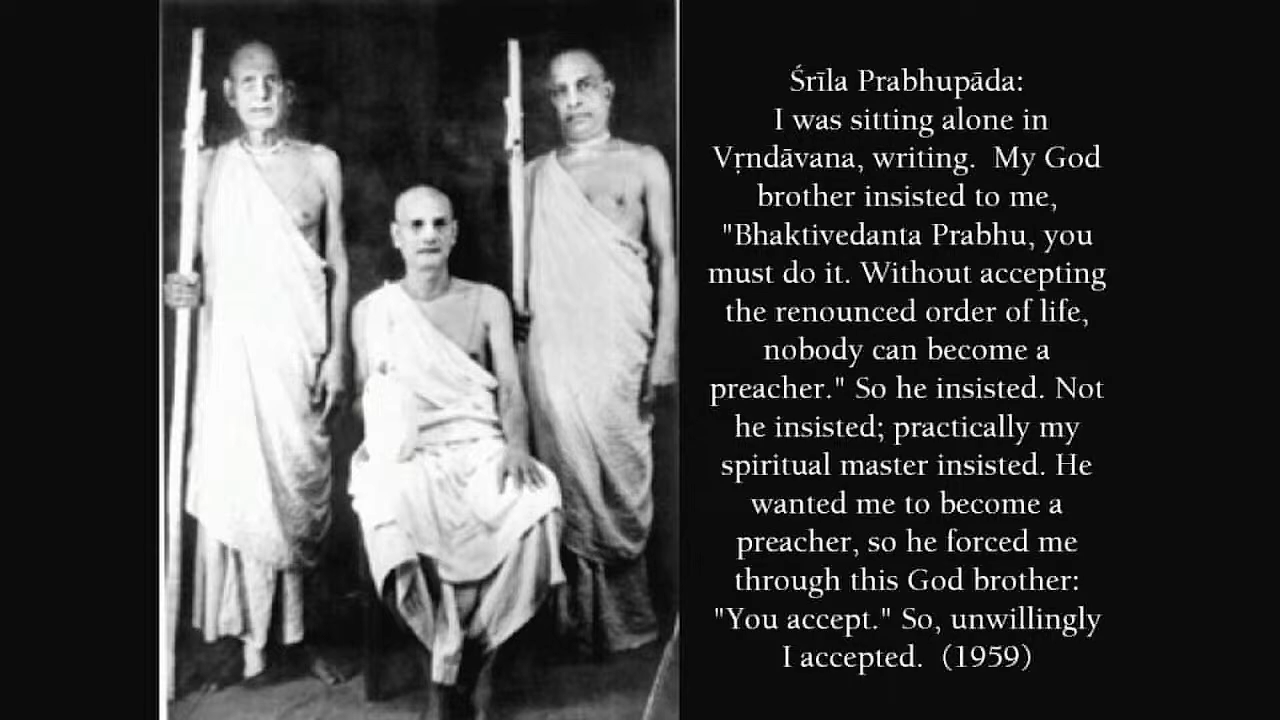 Śrīla Prabhupāda:
I was sitting alone in
Vṛndāvana, writing.  My God
brother insisted to me,
"Bhaktivedanta Prabhu, you
must do it. Without accepting
the renounced order of life,
nobody can become a
preacher." So he insisted. Not
he insisted; practically my
spiritual master insisted. He
wanted me to become a
preacher, so he forced me
through this God brother:
"You accept." So, unwillingly
I accepted.  (1959)